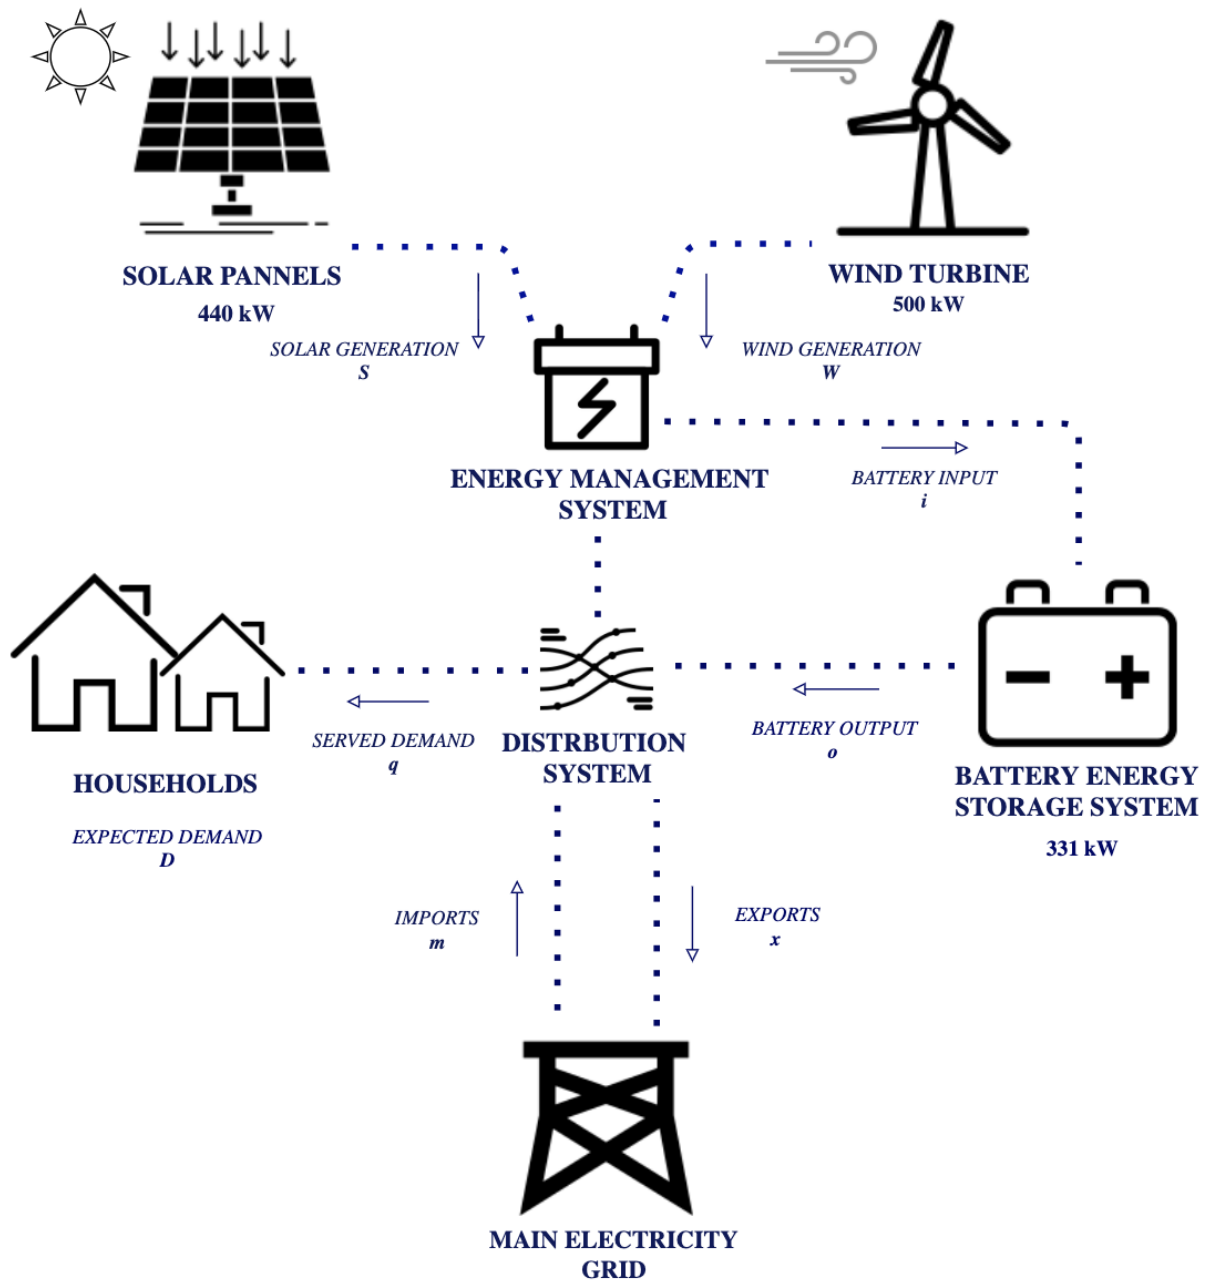 SOLAR PANNELS
440 kW
WIND TURBINE
500 kW
SOLAR GENERATION
S
WIND GENERATION
W
ENERGY MANAGEMENT
SYSTEM
BATTERY INPUT
i
HOUSEHOLDS
EXPECTED DEMAND
D
SERVED DEMAND
q
DISTRBUTION
SYSTEM
BATTERY OUTPUT
o
BATTERY ENERGY
STORAGE SYSTEM
331 kW
IMPORTS
m
EXPORTS
x
MAIN ELECTRICITY
GRID